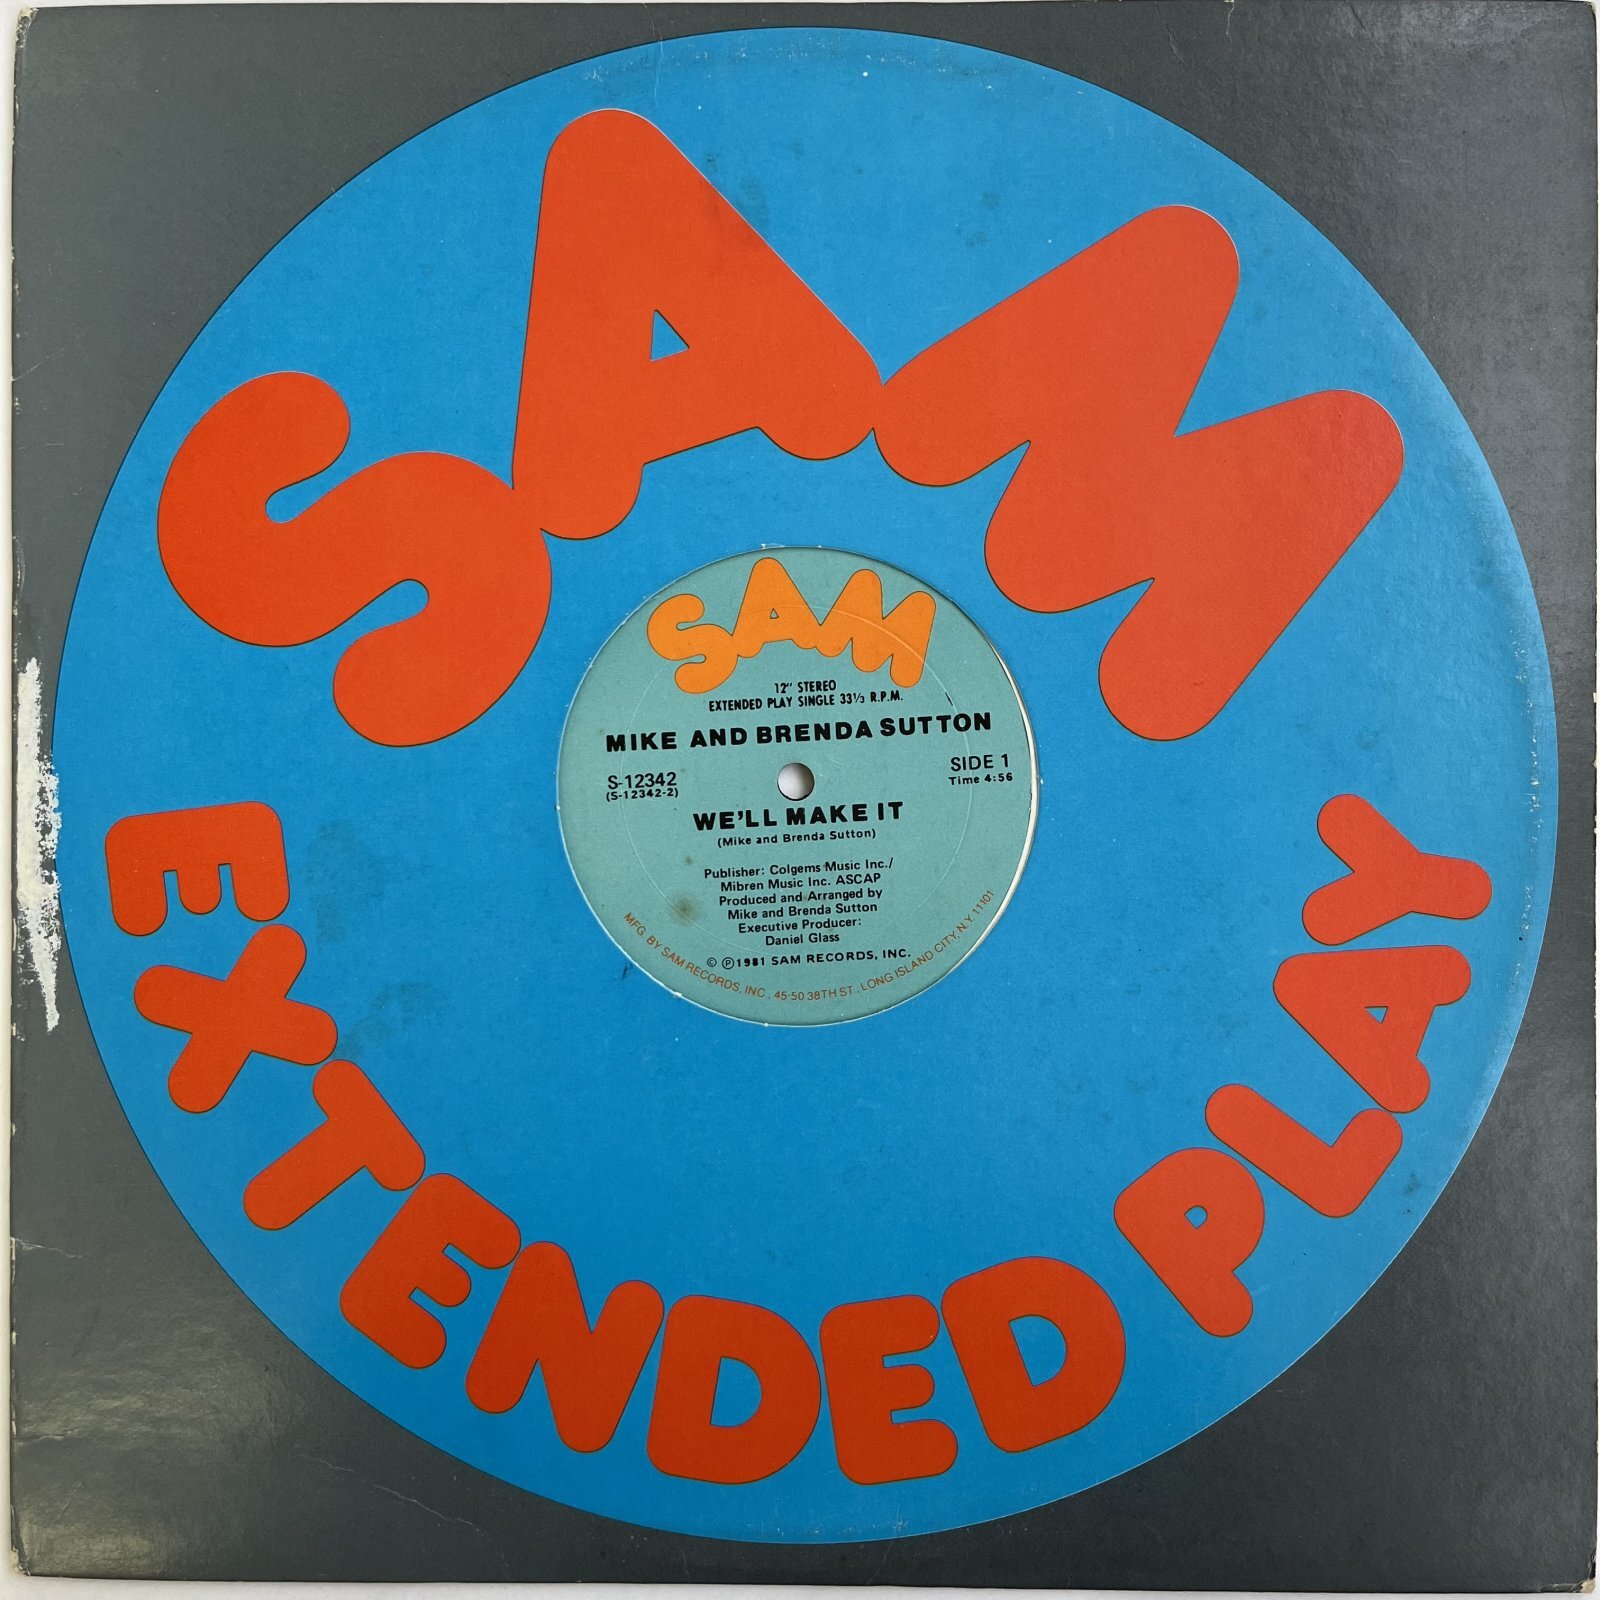 SAM
EXTENDED PLAY
SAM
12" STEREO
EXTENDED PLAY SINGLE 33⅓ R.P.M.
MIKE AND BRENDA SUTTON
S-12342
(S-12342-2)
SIDE 1
Time 4:56
WE'LL MAKE IT
(Mike and Brenda Sutton)
Publisher: Colgems Music Inc./
Mibren Music Inc. ASCAP
Produced and Arranged by
Mike and Brenda Sutton
Executive Producer:
Daniel Glass
© ℗ 1981 SAM RECORDS, INC.
MFG. BY SAM RECORDS, INC., 45-50 38TH ST., LONG ISLAND CITY, N.Y. 11101